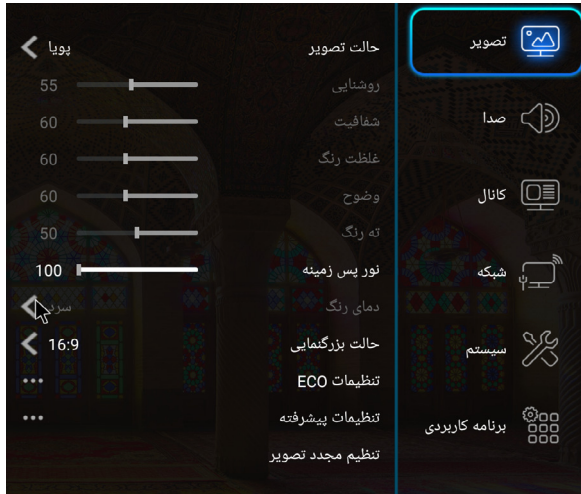 تصویر
صدا
کانال
شبکه
سیستم
برنامه کاربردی
حالت تصویر پویا
روشنایی 55
شفافیت 60
غلظت رنگ 60
وضوح 60
ته رنگ 50
نور پس زمینه 100
دمای رنگ سرد
حالت بزرگنمایی 16:9
تنظیمات ECO
تنظیمات پیشرفته
تنظیم مجدد تصویر